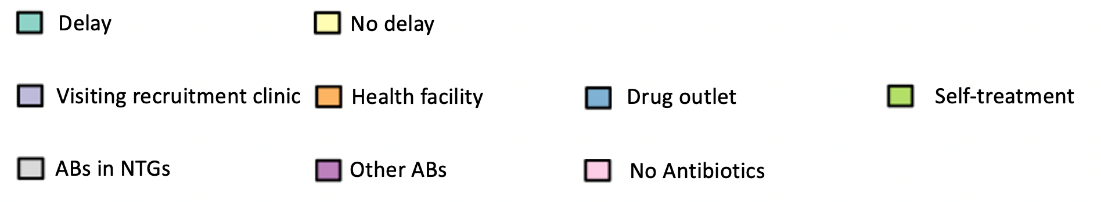 Delay No delay
Visiting recruitment clinic Health facility Drug outlet Self-treatment
ABs in NTGs Other ABs No Antibiotics